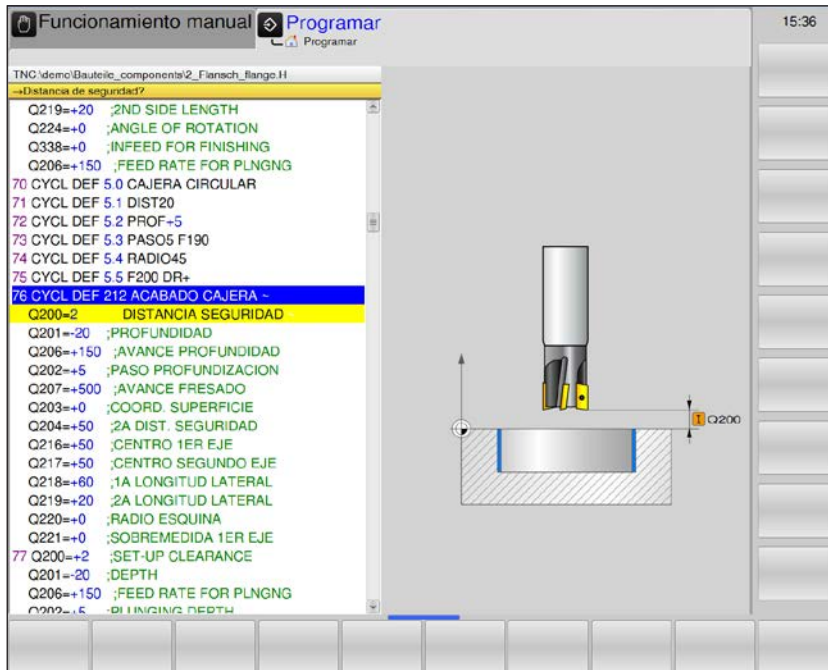 Funcionamiento manual Programar 15:36
Programar
TNC:\demo\Bauteile_components\2_Flansch_flange.H
→Distancia de seguridad?
Q219=+20 ;2ND SIDE LENGTH
Q224=+0 ;ANGLE OF ROTATION
Q338=+0 ;INFEED FOR FINISHING
Q206=+150 ;FEED RATE FOR PLNGNG
70 CYCL DEF 5.0 CAJERA CIRCULAR
71 CYCL DEF 5.1 DIST20
72 CYCL DEF 5.2 PROF+5
73 CYCL DEF 5.3 PASO5 F190
74 CYCL DEF 5.4 RADIO45
75 CYCL DEF 5.5 F200 DR+
76 CYCL DEF 212 ACABADO CAJERA ~
Q200=2 DISTANCIA SEGURIDAD
Q201=-20 ;PROFUNDIDAD
Q206=+150 ;AVANCE PROFUNDIDAD
Q202=+5 ;PASO PROFUNDIZACION
Q207=+500 ;AVANCE FRESADO
Q203=+0 ;COORD. SUPERFICIE
Q204=+50 ;2A DIST. SEGURIDAD
Q216=+50 ;CENTRO 1ER EJE
Q217=+50 ;CENTRO SEGUNDO EJE
Q218=+60 ;1A LONGITUD LATERAL
Q219=+20 ;2A LONGITUD LATERAL
Q220=+0 ;RADIO ESQUINA
Q221=+0 ;SOBREMEDIDA 1ER EJE
77 Q200=+2 ;SET-UP CLEARANCE
Q201=-20 ;DEPTH
Q206=+150 ;FEED RATE FOR PLNGNG
Q202=+5 ;PLUNGING DEPTH
I Q200